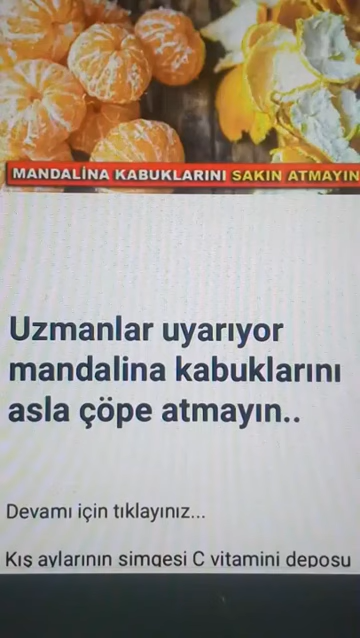 MANDALİNA KABUKLARINI SAKIN ATMAYIN
Uzmanlar uyarıyor
mandalina kabuklarını
asla çöpe atmayın..
Devamı için tıklayınız...
Kış aylarının simgesi C vitamini deposu